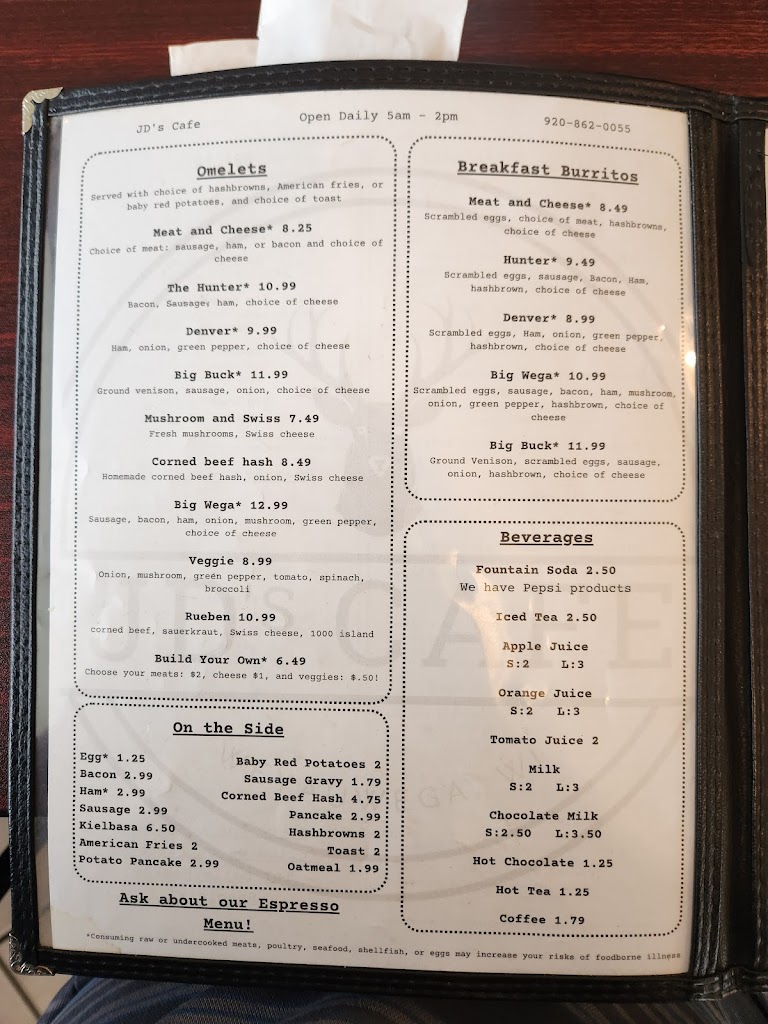 JD's Cafe
Open Daily 5am - 2pm
920-862-0055
Omelets
Served with choice of hashbrowns, American fries, or
baby red potatoes, and choice of toast
Meat and Cheese* 8.25
Choice of meat: sausage, ham, or bacon and choice of
cheese
The Hunter* 10.99
Bacon, Sausage, ham, choice of cheese
Denver* 9.99
Ham, onion, green pepper, choice of cheese
Big Buck* 11.99
Ground venison, sausage, onion, choice of cheese
Mushroom and Swiss 7.49
Fresh mushrooms, Swiss cheese
Corned beef hash 8.49
Homemade corned beef hash, onion, Swiss cheese
Big Wega* 12.99
Sausage, bacon, ham, onion, mushroom, green pepper,
choice of cheese
Veggie 8.99
Onion, mushroom, green pepper, tomato, spinach,
broccoli
Rueben 10.99
corned beef, sauerkraut, Swiss cheese, 1000 island
Build Your Own* 6.49
Choose your meats: $2, cheese $1, and veggies: $.50!
On the Side
Egg* 1.25
Bacon 2.99
Ham* 2.99
Sausage 2.99
Kielbasa 6.50
American Fries 2
Potato Pancake 2.99
Baby Red Potatoes 2
Sausage Gravy 1.79
Corned Beef Hash 4.75
Pancake 2.99
Hashbrowns 2
Toast 2
Oatmeal 1.99
Ask about our Espresso
Menu!
Breakfast Burritos
Meat and Cheese* 8.49
Scrambled eggs, choice of meat, hashbrowns,
choice of cheese
Hunter* 9.49
Scrambled eggs, sausage, Bacon, Ham,
hashbrown, choice of cheese
Denver* 8.99
Scrambled eggs, Ham, onion, green pepper,
hashbrown, choice of cheese
Big Wega* 10.99
Scrambled eggs, sausage, bacon, ham, mushroom,
onion, green pepper, hashbrown, choice of
cheese
Big Buck* 11.99
Ground Venison, scrambled eggs, sausage,
onion, hashbrown, choice of cheese
Beverages
Fountain Soda 2.50
We have Pepsi products
Iced Tea 2.50
Apple Juice
S:2 L:3
Orange Juice
S:2 L:3
Tomato Juice 2
Milk
S:2 L:3
Chocolate Milk
S:2.50 L:3.50
Hot Chocolate 1.25
Hot Tea 1.25
Coffee 1.79
*Consuming raw or undercooked meats, poultry, seafood, shellfish, or eggs may increase your risks of foodborne illness
JD's CAFE